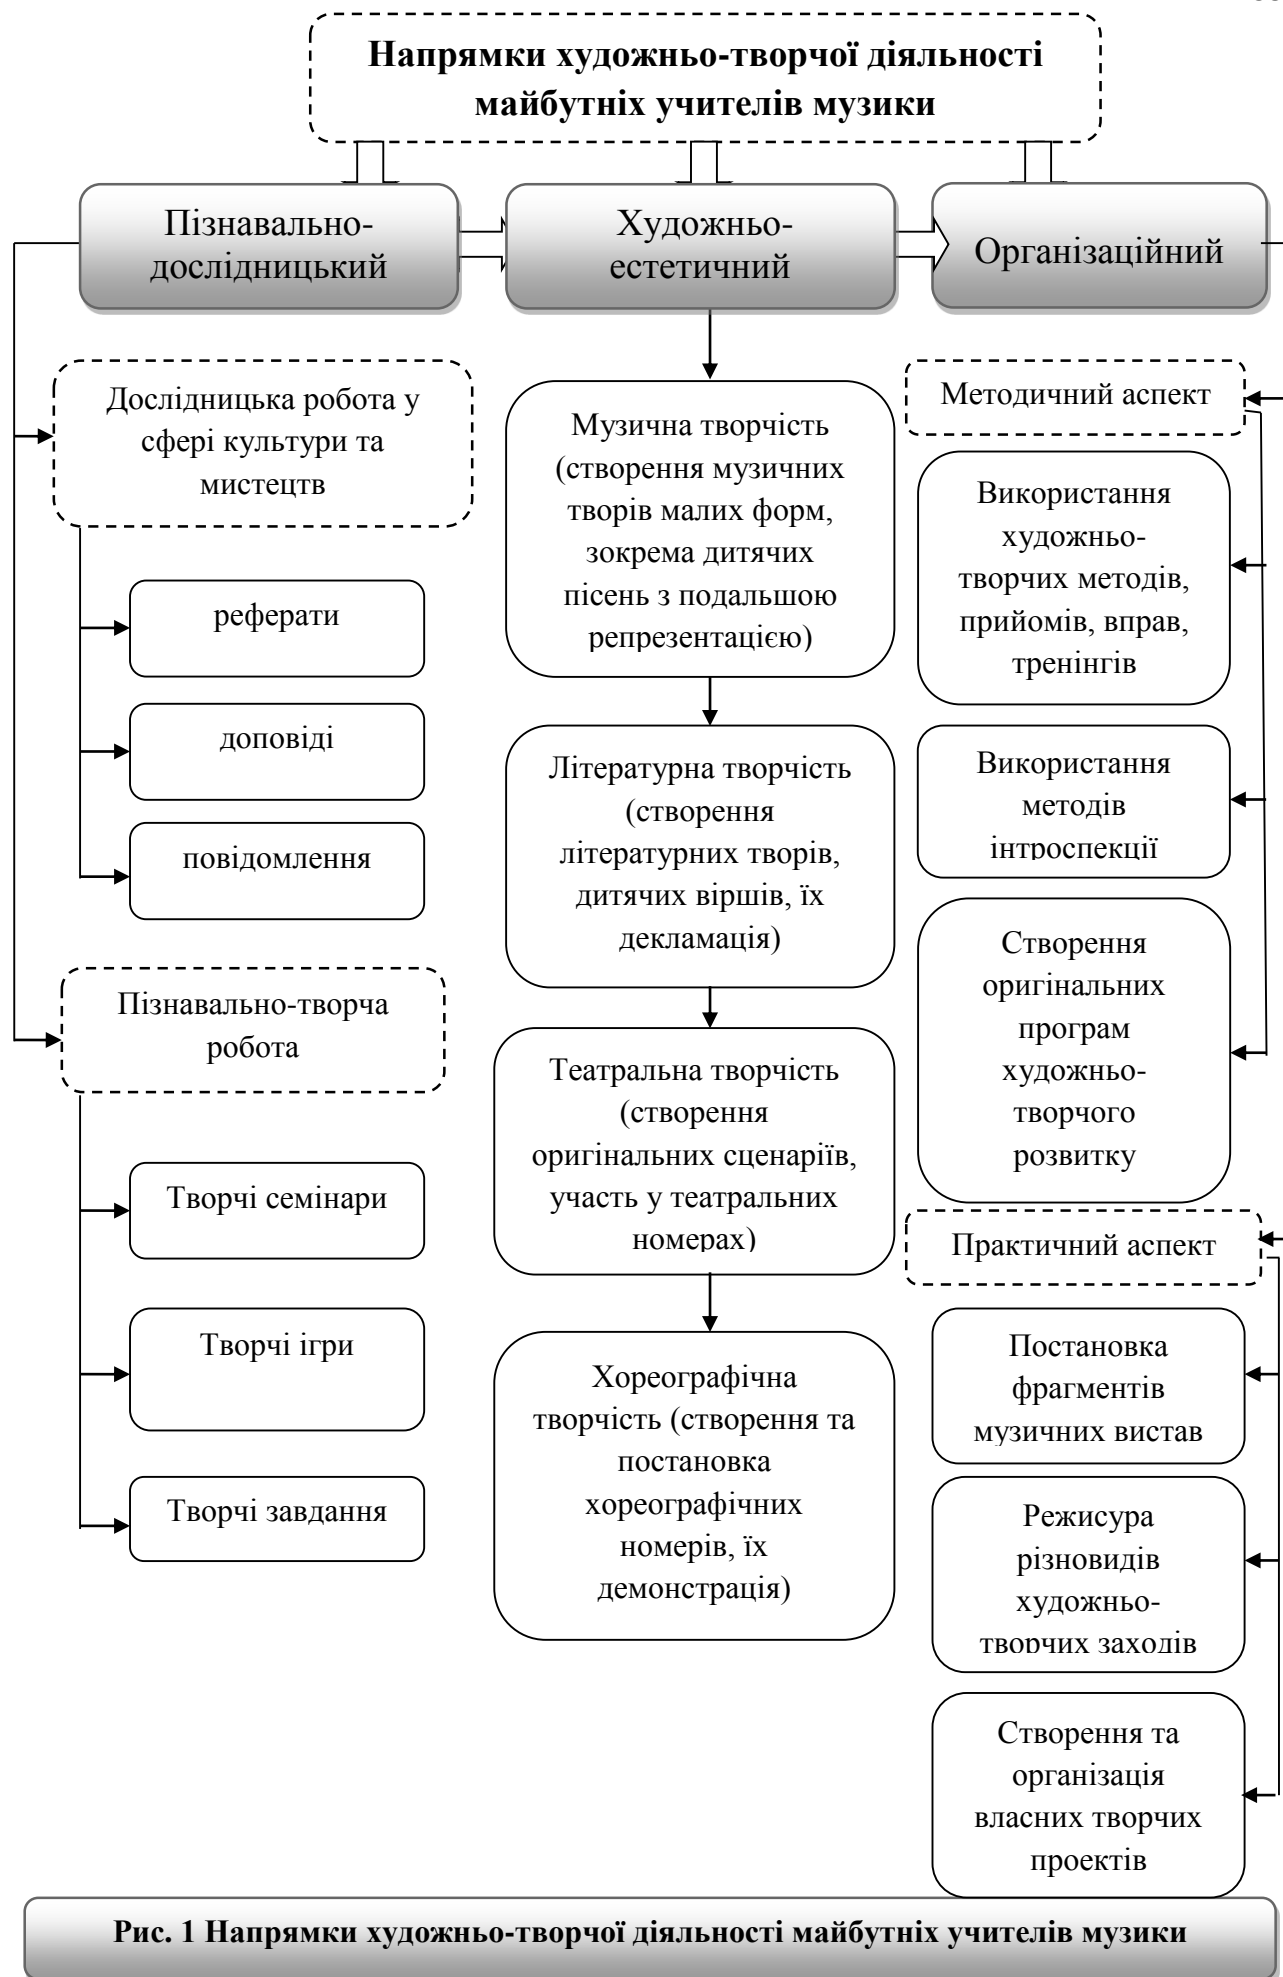 Напрямки художньо-творчої діяльності
майбутніх учителів музики
Пізнавально-
дослідницький
Художньо-
естетичний
Організаційний
Дослідницька робота у
сфері культури та
мистецтв
реферати
доповіді
повідомлення
Пізнавально-творча
робота
Творчі семінари
Творчі ігри
Творчі завдання
Музична творчість
(створення музичних
творів малих форм,
зокрема дитячих
пісень з подальшою
репрезентацією)
Літературна творчість
(створення
літературних творів,
дитячих віршів, їх
декламація)
Театральна творчість
(створення
оригінальних сценаріїв,
участь у театральних
номерах)
Хореографічна
творчість (створення та
постановка
хореографічних
номерів, їх
демонстрація)
Методичний аспект
Використання
художньо-
творчих методів,
прийомів, вправ,
тренінгів
Використання
методів
інтроспекції
Створення
оригінальних
програм
художньо-
творчого
розвитку
Практичний аспект
Постановка
фрагментів
музичних вистав
Режисура
різновидів
художньо-
творчих заходів
Створення та
організація
власних творчих
проектів
Рис. 1 Напрямки художньо-творчої діяльності майбутніх учителів музики